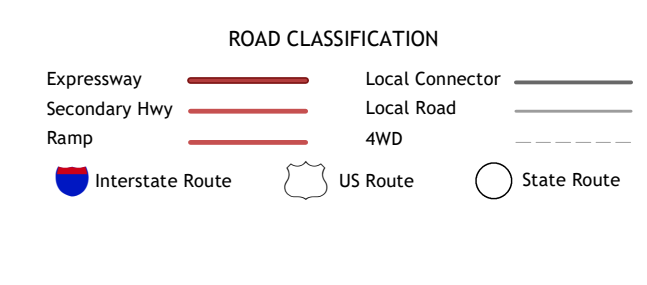 ROAD CLASSIFICATION
Expressway
Local Connector
Secondary Hwy
Local Road
Ramp
4WD
Interstate Route
US Route
State Route